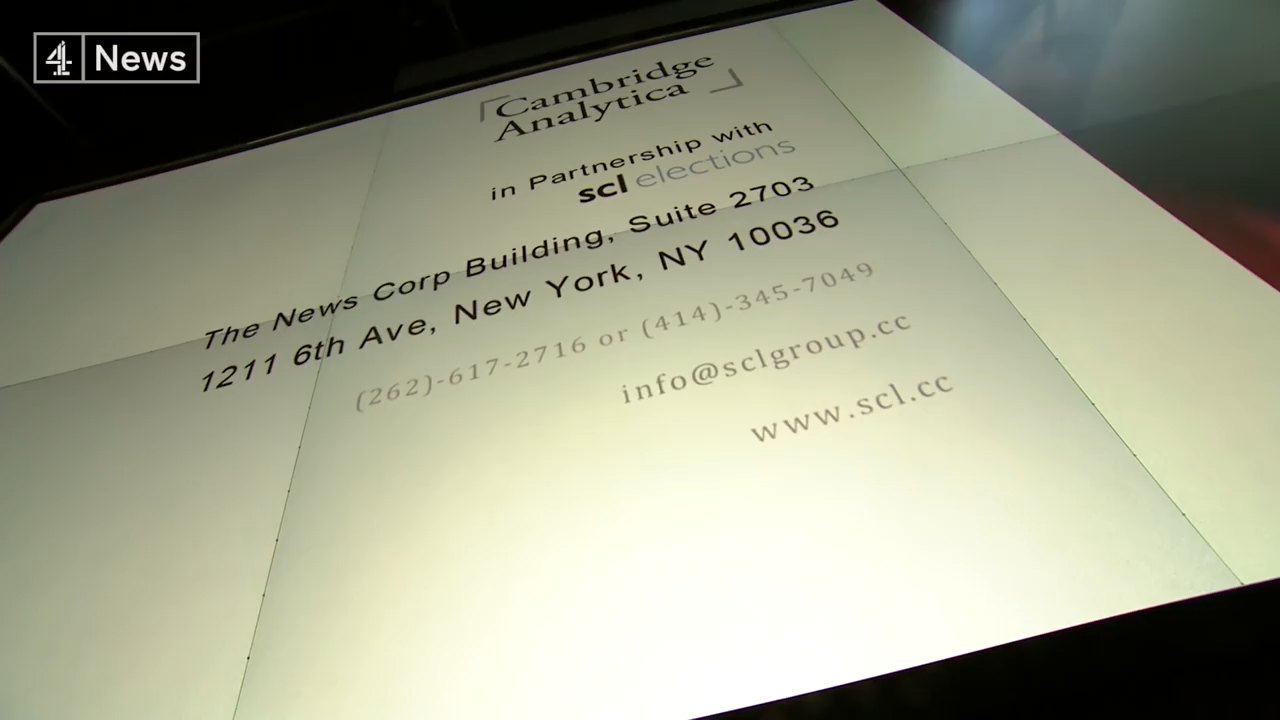 4 News
Cambridge
Analytica
in Partnership with
scl elections
The News Corp Building, Suite 2703
1211 6th Ave, New York, NY 10036
(262)-617-2716 or (414)-345-7049
info@sclgroup.cc
www.scl.cc